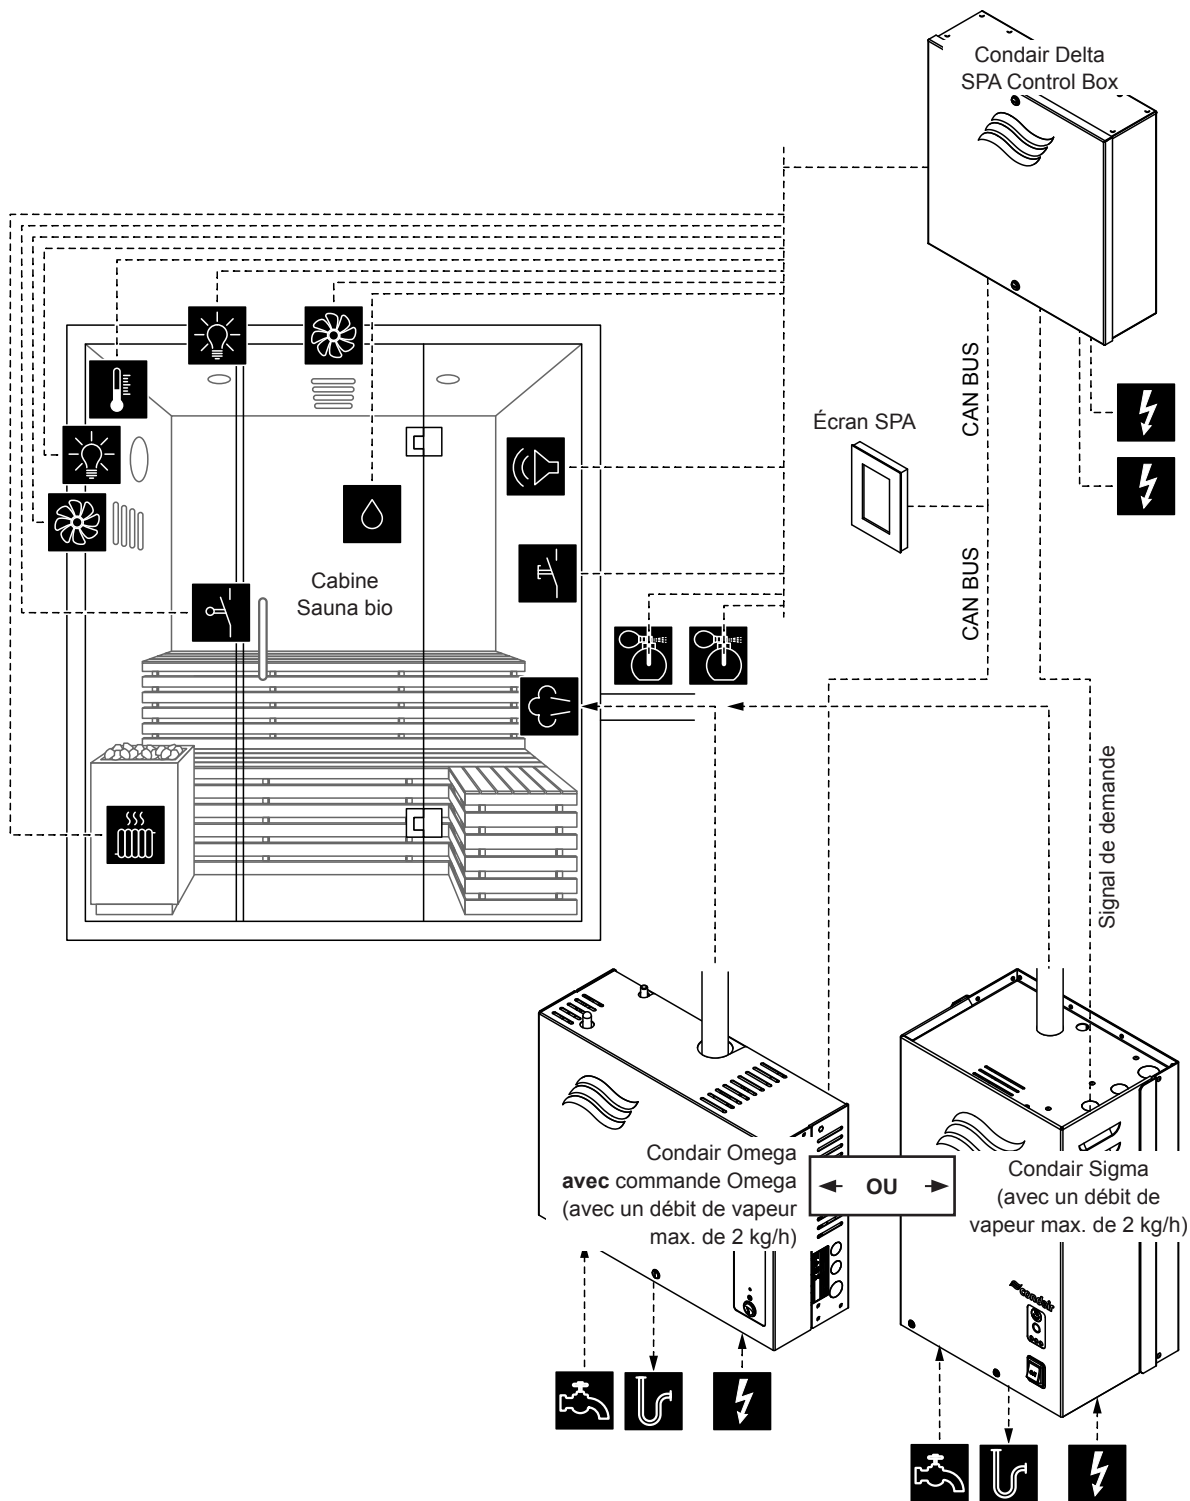 Condair Delta
SPA Control Box
CAN BUS
Écran SPA
CAN BUS
Cabine
Sauna bio
Signal de demande
Condair Omega
avec commande Omega
(avec un débit de vapeur
max. de 2 kg/h)
OU
Condair Sigma
(avec un débit de
vapeur max. de 2 kg/h)
condair